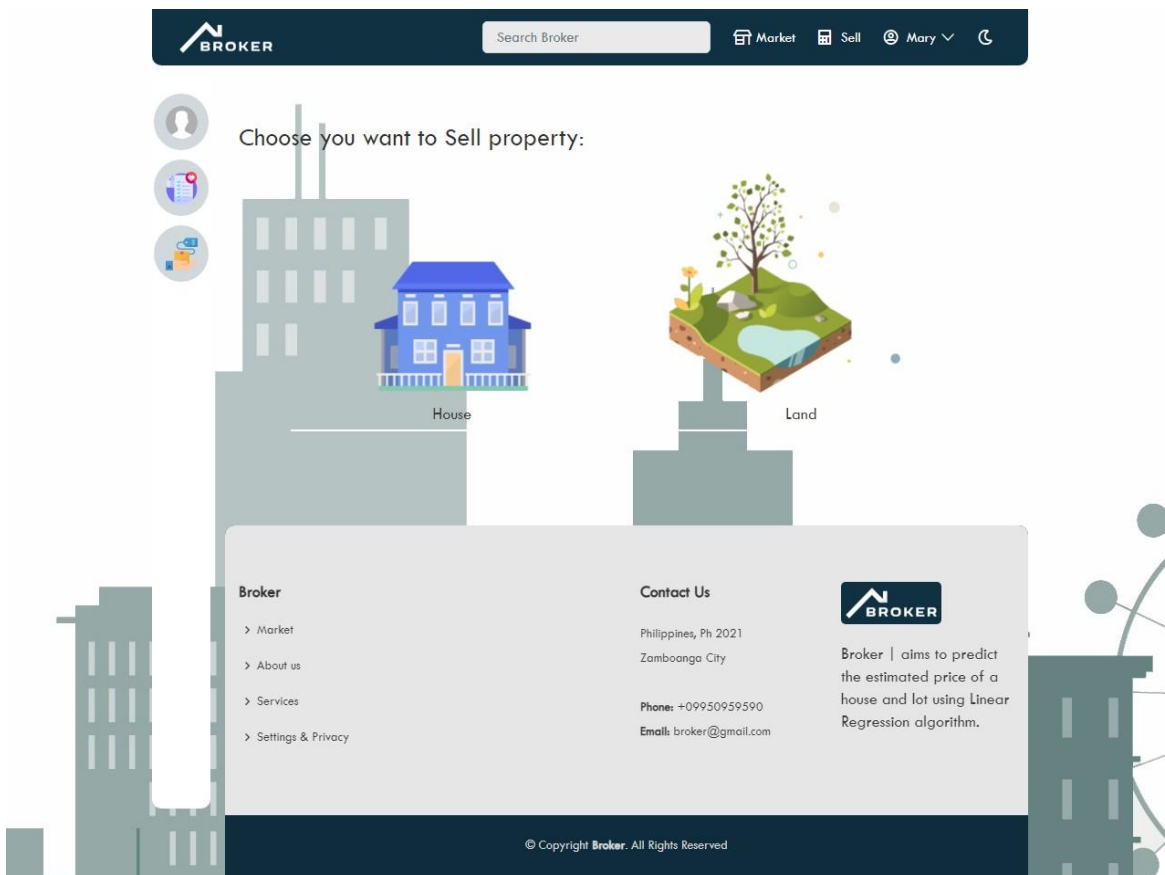 BROKER
Search Broker
Market
Sell
Mary
Choose you want to Sell property:
House
Land
Broker
> Market
> About us
> Services
> Settings & Privacy
Contact Us
Philippines, Ph 2021
Zamboanga City
Phone: +09950959590
Email: broker@gmail.com
BROKER
Broker | aims to predict
the estimated price of a
house and lot using Linear
Regression algorithm.
© Copyright Broker. All Rights Reserved